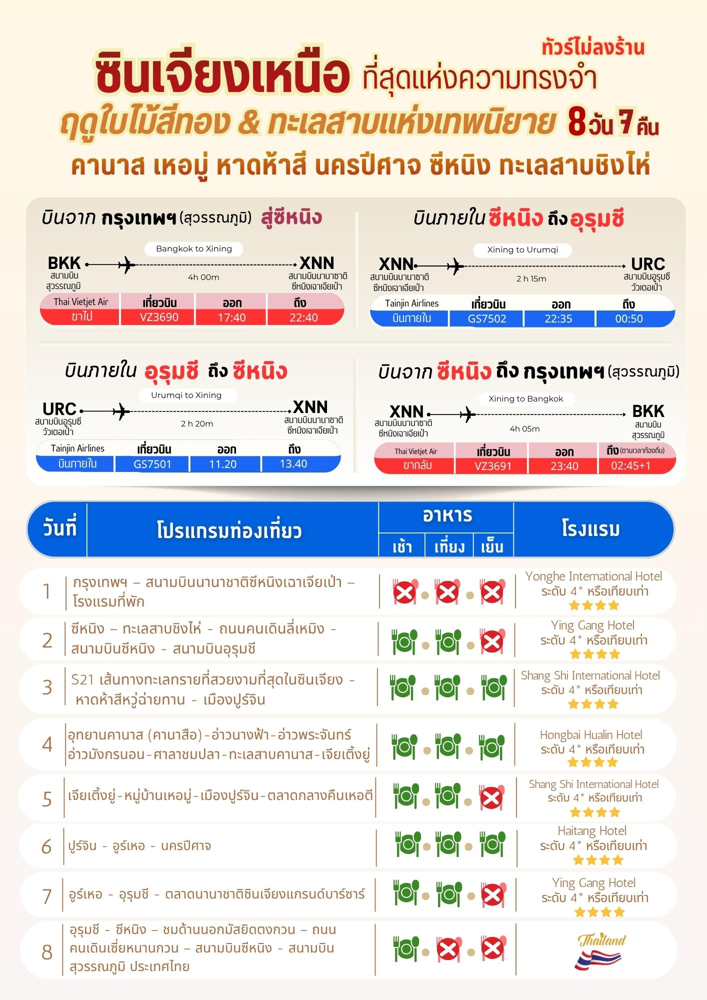 ทัวร์ไม่ลงร้าน
ซินเจียงเหนือ ที่สุดแห่งความทรงจำ
ฤดูใบไม้สีทอง & ทะเลสาบแห่งเทพนิยาย 8 วัน 7 คืน
คานาส เหอมู่ หาดห้าสี นครปีศาจ ซีหนิง ทะเลสาบชิงไห่
บินจาก กรุงเทพฯ (สุวรรณภูมิ) สู่ซีหนิง
Bangkok to Xining
BKK XNN
4h 00m
สนามบิน
สุวรรณภูมิ
สนามบินนานาชาติ
ซีหนิงเฉาเจียเป่า
Thai Vietjet Air เที่ยวบิน ออก ถึง
ขาไป VZ3690 17:40 22:40
บินภายใน ซีหนิง ถึง อุรุมชี
Xining to Urumqi
XNN URC
2 h 15m
สนามบินนานาชาติ
ซีหนิงเฉาเจียเป่า
สนามบินอุรุมชี
วัวเตอเป่า
Tainjin Airlines เที่ยวบิน ออก ถึง
บินภายใน GS7502 22:35 00:50
บินภายใน อุรุมชี ถึง ซีหนิง
Urumqi to Xining
URC XNN
2 h 20m
สนามบินอูรุมซี
วัวเตอเป่า
สนามบินนานาชาติ
ซีหนิงเฉาเจียเป่า
Tainjin Airlines เที่ยวบิน ออก ถึง
บินภายใน GS7501 11.20 13.40
บินจาก ซีหนิง ถึง กรุงเทพฯ (สุวรรณภูมิ)
Xining to Bangkok
XNN BKK
4h 05m
สนามบินนานาชาติ
ซีหนิงเฉาเจียเป่า
สนามบิน
สุวรรณภูมิ
Thai Vietjet Air เที่ยวบิน ออก ถึง (ตามเวลาท้องถิ่น)
ขากลับ VZ3691 23:40 02:45+1
วันที่ โปรแกรมท่องเที่ยว อาหาร โรงแรม
เช้า เที่ยง เย็น
1
กรุงเทพฯ – สนามบินนานาชาติซีหนิงเฉาเจียเป่า –
โรงแรมที่พัก
Yonghe International Hotel
ระดับ 4* หรือเทียบเท่า
2
ซีหนิง – ทะเลสาบชิงไห่ - ถนนคนเดินลี่เหมิง -
สนามบินซีหนิง - สนามบินอุรุมชี
Ying Gang Hotel
ระดับ 4* หรือเทียบเท่า
3
S21 เส้นทางทะเลทรายที่สวยงามที่สุดในซินเจียง -
หาดห้าสีหวู่ฉ่ายทาน - เมืองปูร์จิน
Shang Shi International Hotel
ระดับ 4* หรือเทียบเท่า
4
อุทยานคานาส (คานาสือ)-อ่าวนางฟ้า-อ่าวพระจันทร์
อ่าวมังกรนอน-ศาลาชมปลา-ทะเลสาบคานาส-เจียเติ้งยู่
Hongbai Hualin Hotel
ระดับ 4* หรือเทียบเท่า
5
เจียเติ้งยู่-หมู่บ้านเหอมู่-เมืองปูร์จิน-ตลาดกลางคืนเหอตี
Shang Shi International Hotel
ระดับ 4* หรือเทียบเท่า
6
ปูร์จิน - อูร์เหอ - นครปีศาจ
Haitang Hotel
ระดับ 4* หรือเทียบเท่า
7
อูร์เหอ - อุรุมชี - ตลาดนานาชาติซินเจียงแกรนด์บาร์ซาร์
Ying Gang Hotel
ระดับ 4* หรือเทียบเท่า
8
อุรุมชี - ซีหนิง – ชมด้านนอกมัสยิดตงกวน – ถนน
คนเดินเซี่ยหนานกวน – สนามบินซีหนิง - สนามบิน
สุวรรณภูมิ ประเทศไทย
Thailand